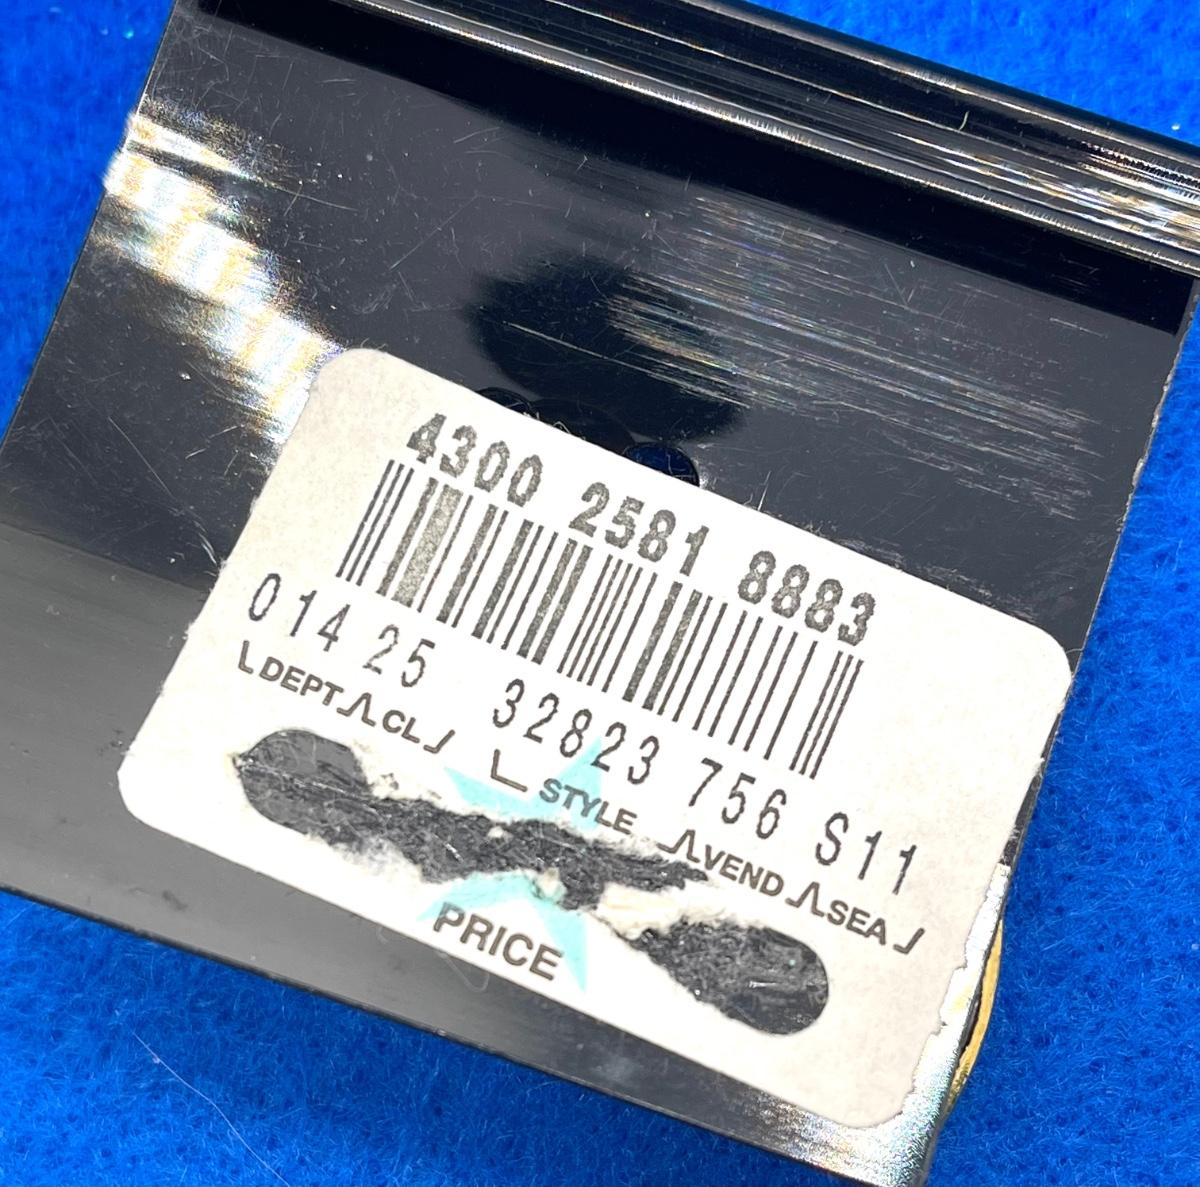 4300 2581 8883
014 25 32823 756 S11
DEPT CL STYLE VEND SEA
PRICE